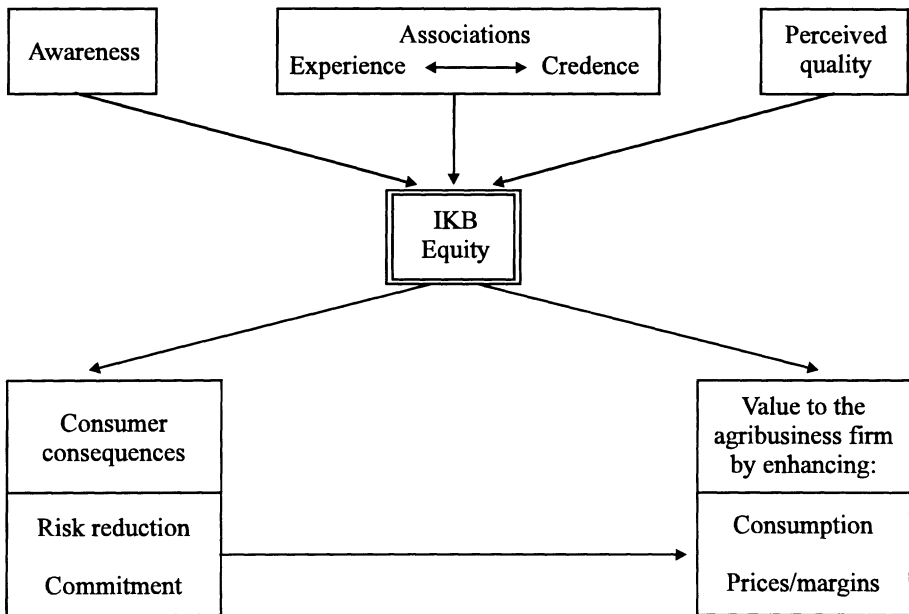 Awareness
Associations
Experience Credence
Perceived
quality
IKB
Equity
Consumer
consequences
Risk reduction
Commitment
Value to the
agribusiness firm
by enhancing:
Consumption
Prices/margins